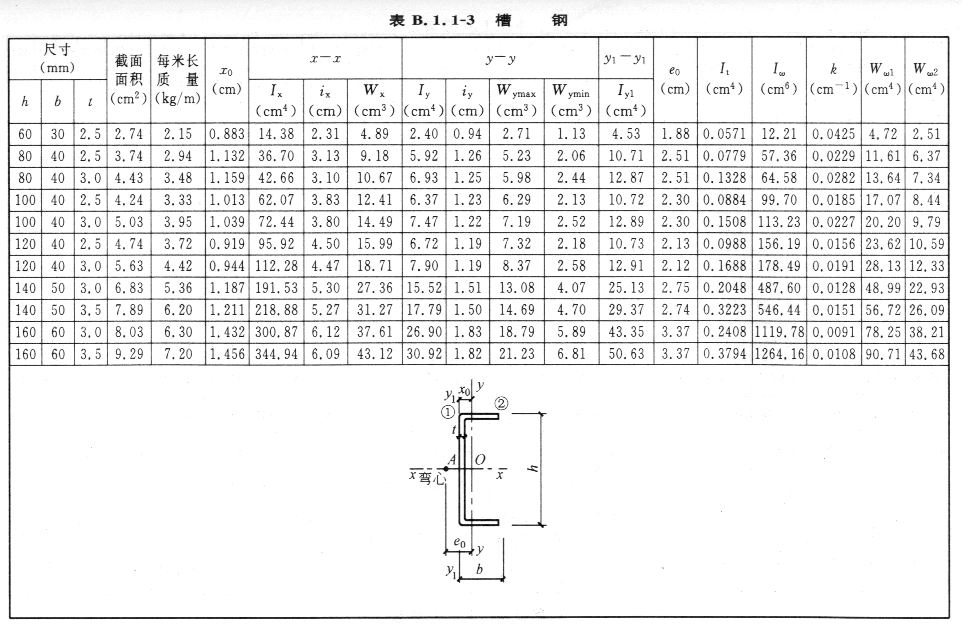 表 B.1.1-3 槽 钢
尺寸 (mm) 截面面积 (cm²) 每米长质量 (kg/m) x₀ (cm) x—x y—y y₁—y₁ e₀ (cm) Iₜ (cm⁴) I_ω (cm⁶) k (cm⁻¹) W_ω1 (cm⁴) W_ω2 (cm⁴)
h b t Iₓ (cm⁴) iₓ (cm) Wₓ (cm³) I_y (cm⁴) i_y (cm) W_ymax (cm³) W_ymin (cm³) I_y1 (cm⁴)
60 30 2.5 2.74 2.15 0.883 14.38 2.31 4.89 2.40 0.94 2.71 1.13 4.53 1.88 0.0571 12.21 0.0425 4.72 2.51
80 40 2.5 3.74 2.94 1.132 36.70 3.13 9.18 5.92 1.26 5.23 2.06 10.71 2.51 0.0779 57.36 0.0229 11.61 6.37
80 40 3.0 4.43 3.48 1.159 42.66 3.10 10.67 6.93 1.25 5.98 2.44 12.87 2.51 0.1328 64.58 0.0282 13.64 7.34
100 40 2.5 4.24 3.33 1.013 62.07 3.83 12.41 6.37 1.23 6.29 2.13 10.72 2.30 0.0884 99.70 0.0185 17.07 8.44
100 40 3.0 5.03 3.95 1.039 72.44 3.80 14.49 7.47 1.22 7.19 2.52 12.89 2.30 0.1508 113.23 0.0227 20.20 9.79
120 40 2.5 4.74 3.72 0.919 95.92 4.50 15.99 6.72 1.19 7.32 2.18 10.73 2.13 0.0988 156.19 0.0156 23.62 10.59
120 40 3.0 5.63 4.42 0.944 112.28 4.47 18.71 7.90 1.19 8.37 2.58 12.91 2.12 0.1688 178.49 0.0191 28.13 12.33
140 50 3.0 6.83 5.36 1.187 191.53 5.30 27.36 15.52 1.51 13.08 4.07 25.13 2.75 0.2048 487.60 0.0128 48.99 22.93
140 50 3.5 7.89 6.20 1.211 218.88 5.27 31.27 17.79 1.50 14.69 4.70 29.37 2.74 0.3223 546.44 0.0151 56.72 26.09
160 60 3.0 8.03 6.30 1.432 300.87 6.12 37.61 26.90 1.83 18.79 5.89 43.35 3.37 0.2408 1119.78 0.0091 78.25 38.21
160 60 3.5 9.29 7.20 1.456 344.94 6.09 43.12 30.92 1.82 21.23 6.81 50.63 3.37 0.3794 1264.16 0.0108 90.71 43.68
y₁ x₀ y
① ②
t
A O h
x 弯心 x
e₀ y
y₁ b